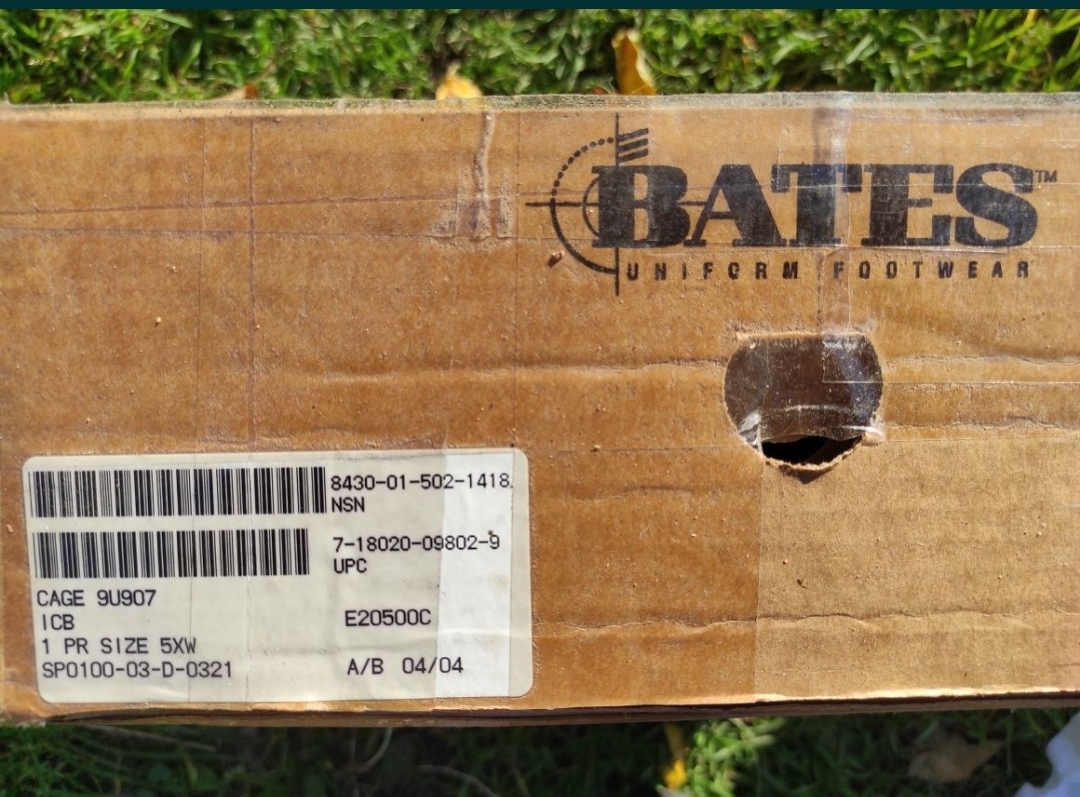 BATES™
UNIFORM FOOTWEAR
8430-01-502-1418
NSN
7-18020-09802-9
UPC
CAGE 9U907
ICB E20500C
1 PR SIZE 5XW
SP0100-03-D-0321 A/B 04/04